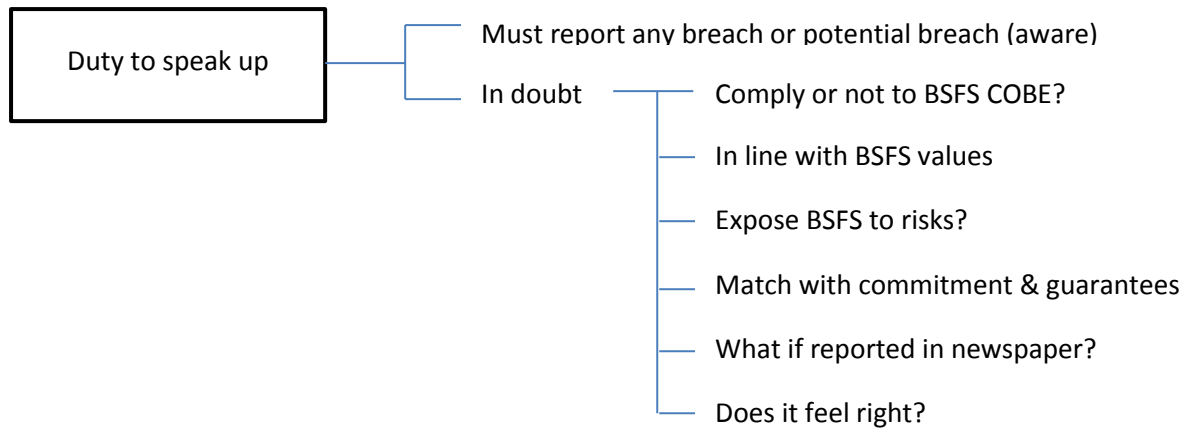 Duty to speak up
Must report any breach or potential breach (aware)
In doubt
Comply or not to BSFS COBE?
In line with BSFS values
Expose BSFS to risks?
Match with commitment & guarantees
What if reported in newspaper?
Does it feel right?